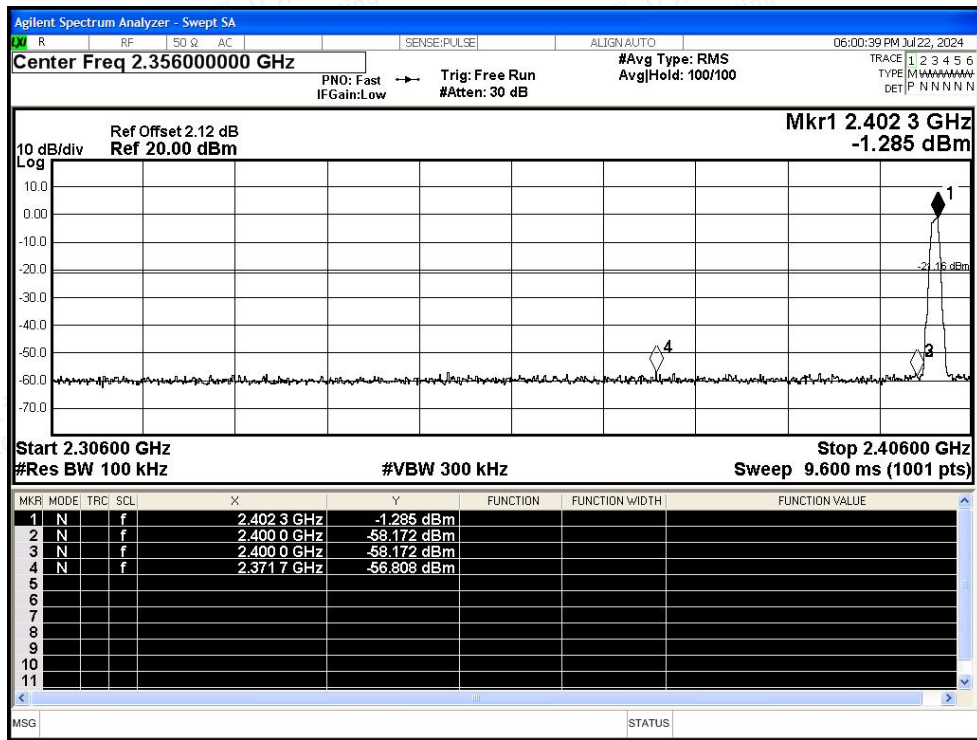 Agilent Spectrum Analyzer - Swept SA
LXI R RF 50 Ω AC SENSE:PULSE ALIGN AUTO 06:00:39 PM Jul 22, 2024
Center Freq 2.356000000 GHz
PNO: Fast
IFGain:Low
Trig: Free Run
#Atten: 30 dB
#Avg Type: RMS
Avg|Hold: 100/100
TRACE 1 2 3 4 5 6
TYPE M
DET P N N N N N
Mkr1 2.402 3 GHz
-1.285 dBm
Ref Offset 2.12 dB
10 dB/div Ref 20.00 dBm
Log
10.0
0.00
-10.0
-20.0
-30.0
-40.0
-50.0
-60.0
-70.0
1
-21.16 dBm
4
Start 2.30600 GHz Stop 2.40600 GHz
#Res BW 100 kHz #VBW 300 kHz Sweep 9.600 ms (1001 pts)
MKR MODE TRC SCL X Y FUNCTION FUNCTION WIDTH FUNCTION VALUE
1 N f 2.402 3 GHz -1.285 dBm
2 N f 2.400 0 GHz -58.172 dBm
3 N f 2.400 0 GHz -58.172 dBm
4 N f 2.371 7 GHz -56.808 dBm
5
6
7
8
9
10
11
MSG STATUS